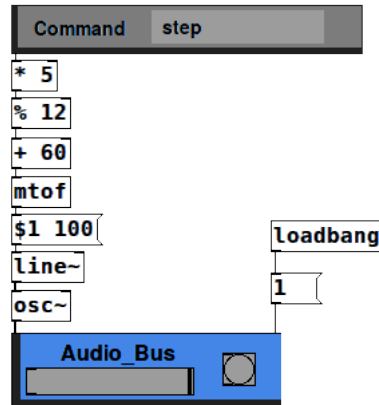 Command step
* 5
% 12
+ 60
mtof
$1 100
loadbang
line~
1
osc~
Audio_Bus